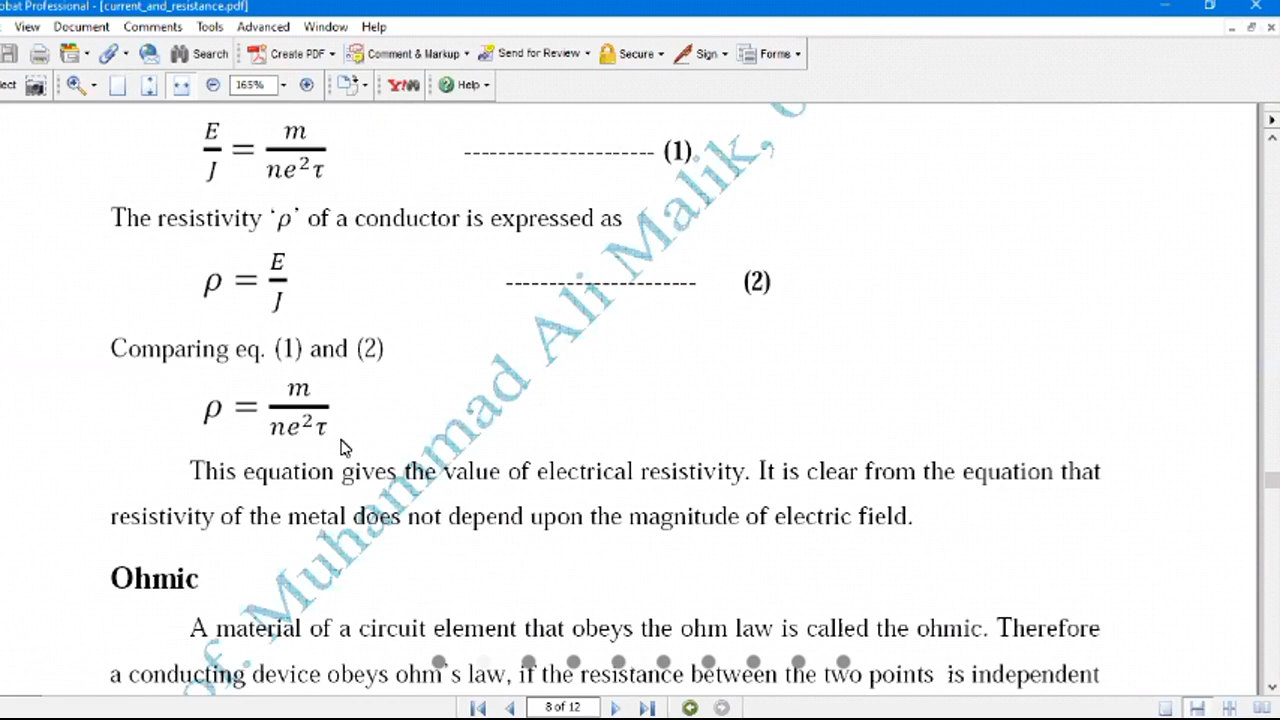 obat Professional - [current_and_resistance.pdf]
View Document Comments Tools Advanced Window Help
Search Create PDF Comment & Markup Send for Review Secure Sign Forms
ect 165% Y! Help
E/J = m/ne²τ -------------------- (1)
The resistivity ‘ρ’ of a conductor is expressed as
ρ = E/J -------------------- (2)
Comparing eq. (1) and (2)
ρ = m/ne²τ
This equation gives the value of electrical resistivity. It is clear from the equation that
resistivity of the metal does not depend upon the magnitude of electric field.
Ohmic
A material of a circuit element that obeys the ohm law is called the ohmic. Therefore
a conducting device obeys ohm's law, if the resistance between the two points is independent
of. Muhammad Ali Malik,
8 of 12